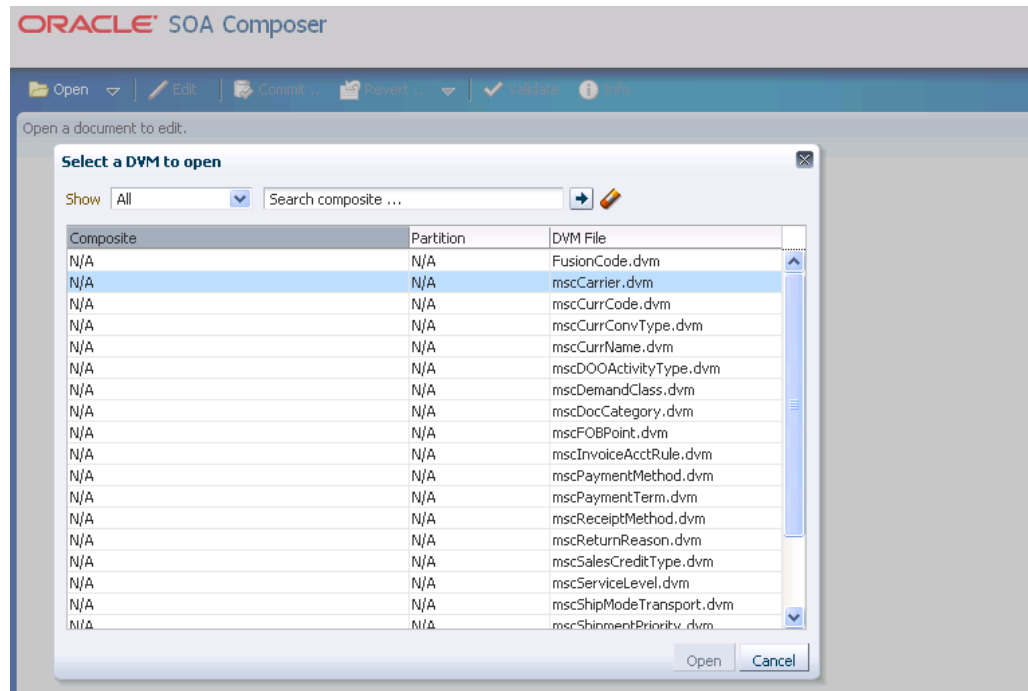 ORACLE SOA Composer
Open Edit Commit .. Revert .. Validate Info
Open a document to edit.
Select a DVM to open
Show All Search composite ...
Composite Partition DVM File
N/A N/A FusionCode.dvm
N/A N/A mscCarrier.dvm
N/A N/A mscCurrCode.dvm
N/A N/A mscCurrConvType.dvm
N/A N/A mscCurrName.dvm
N/A N/A mscDOOActivityType.dvm
N/A N/A mscDemandClass.dvm
N/A N/A mscDocCategory.dvm
N/A N/A mscFOBPoint.dvm
N/A N/A mscInvoiceAcctRule.dvm
N/A N/A mscPaymentMethod.dvm
N/A N/A mscPaymentTerm.dvm
N/A N/A mscReceiptMethod.dvm
N/A N/A mscReturnReason.dvm
N/A N/A mscSalesCreditType.dvm
N/A N/A mscServiceLevel.dvm
N/A N/A mscShipModeTransport.dvm
N/A N/A mscShipmentPriority.dvm
Open Cancel